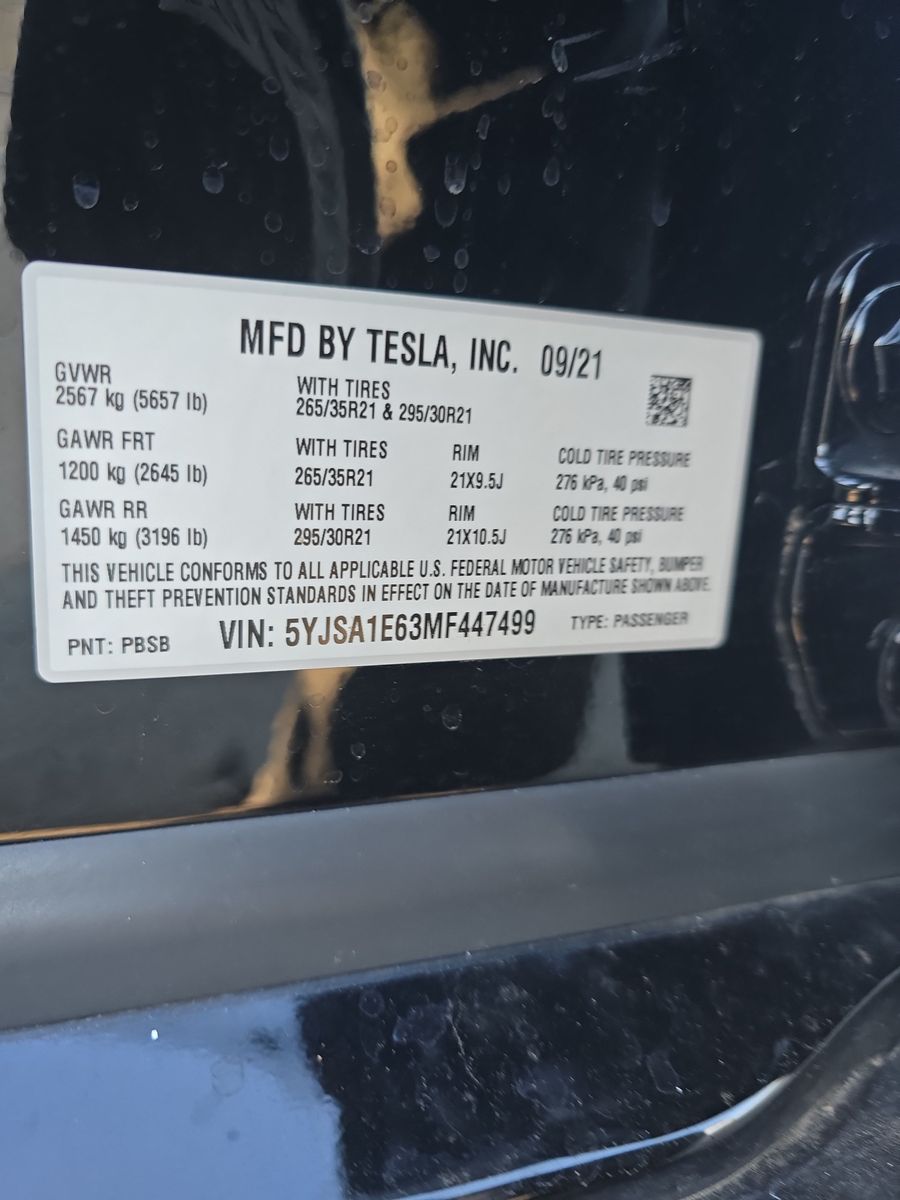 MFD BY TESLA, INC. 09/21
GVWR
2567 kg (5657 lb)
WITH TIRES
265/35R21 & 295/30R21
GAWR FRT
1200 kg (2645 lb)
WITH TIRES
265/35R21
RIM
21X9.5J
COLD TIRE PRESSURE
276 kPa, 40 psi
GAWR RR
1450 kg (3196 lb)
WITH TIRES
295/30R21
RIM
21X10.5J
COLD TIRE PRESSURE
276 kPa, 40 psi
THIS VEHICLE CONFORMS TO ALL APPLICABLE U.S. FEDERAL MOTOR VEHICLE SAFETY, BUMPER
AND THEFT PREVENTION STANDARDS IN EFFECT ON THE DATE OF MANUFACTURE SHOWN ABOVE.
PNT: PBSB
VIN: 5YJSA1E63MF447499
TYPE: PASSENGER